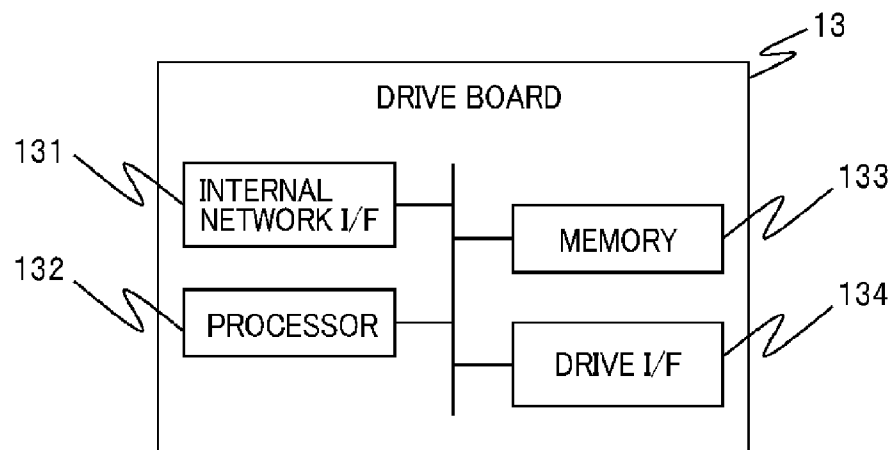 13
DRIVE BOARD
131
INTERNAL
NETWORK I/F
133
MEMORY
132
PROCESSOR
134
DRIVE I/F